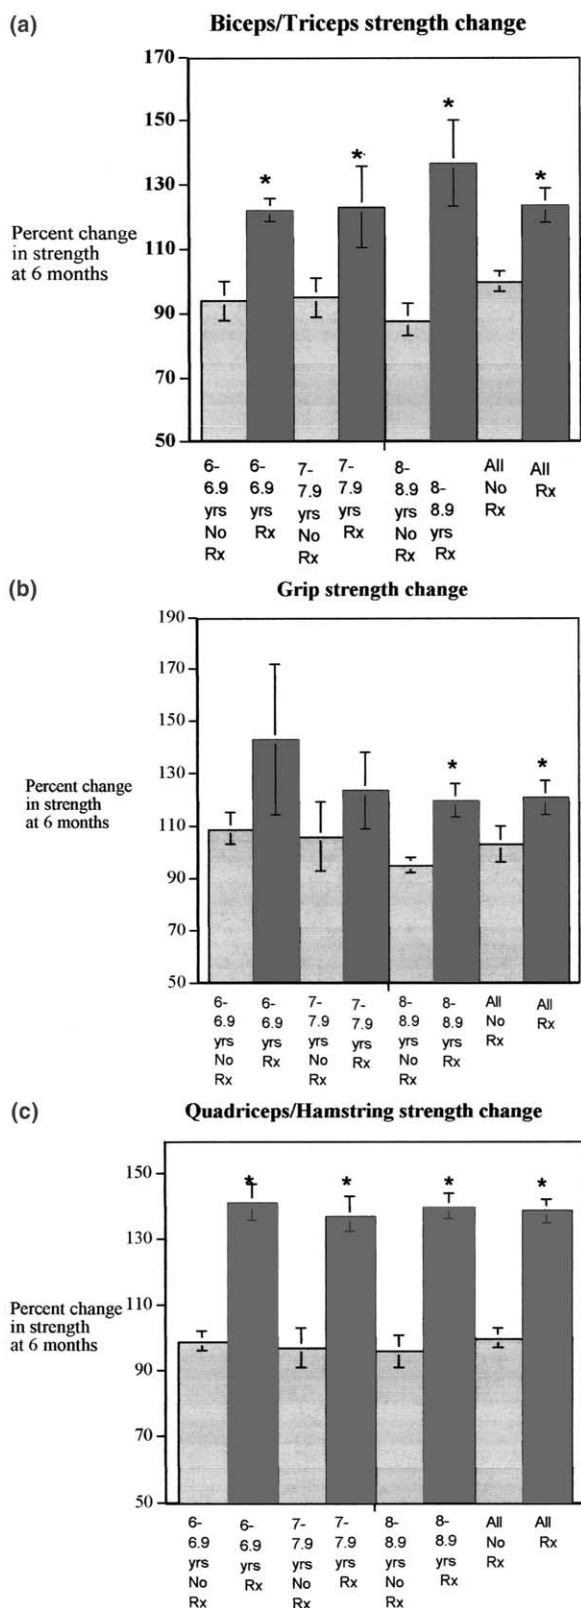 (a) Biceps/Triceps strength change
170
150
130
110
90
70
50
Percent change
in strength
at 6 months
* * * *
6-
6.9
yrs
No
Rx
6-
6.9
yrs
Rx
7-
7.9
yrs
No
Rx
7-
7.9
yrs
Rx
8-
8.9
yrs
No
Rx
8-
8.9
yrs
Rx
All
No
Rx
All
Rx
(b) Grip strength change
190
170
150
130
110
90
70
50
Percent change
in strength
at 6 months
* *
6-
6.9
yrs
No
Rx
6-
6.9
yrs
Rx
7-
7.9
yrs
No
Rx
7-
7.9
yrs
Rx
8-
8.9
yrs
No
Rx
8-
8.9
yrs
Rx
All
No
Rx
All
Rx
(c) Quadriceps/Hamstring strength change
150
130
110
90
70
50
Percent change
in strength
at 6 months
* * * *
6-
6.9
yrs
No
Rx
6-
6.9
yrs
Rx
7-
7.9
yrs
No
Rx
7-
7.9
yrs
Rx
8-
8.9
yrs
No
Rx
8-
8.9
yrs
Rx
All
No
Rx
All
Rx